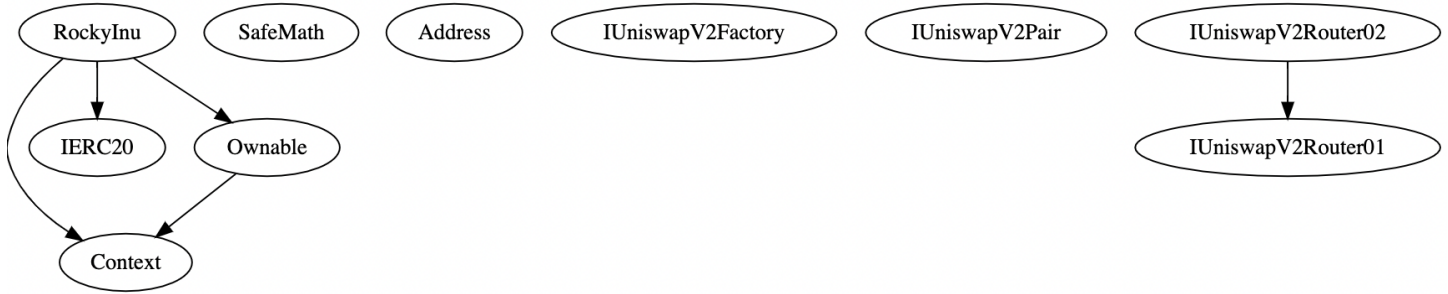 RockyInu
SafeMath
Address
IUniswapV2Factory
IUniswapV2Pair
IUniswapV2Router02
IERC20
Ownable
IUniswapV2Router01
Context